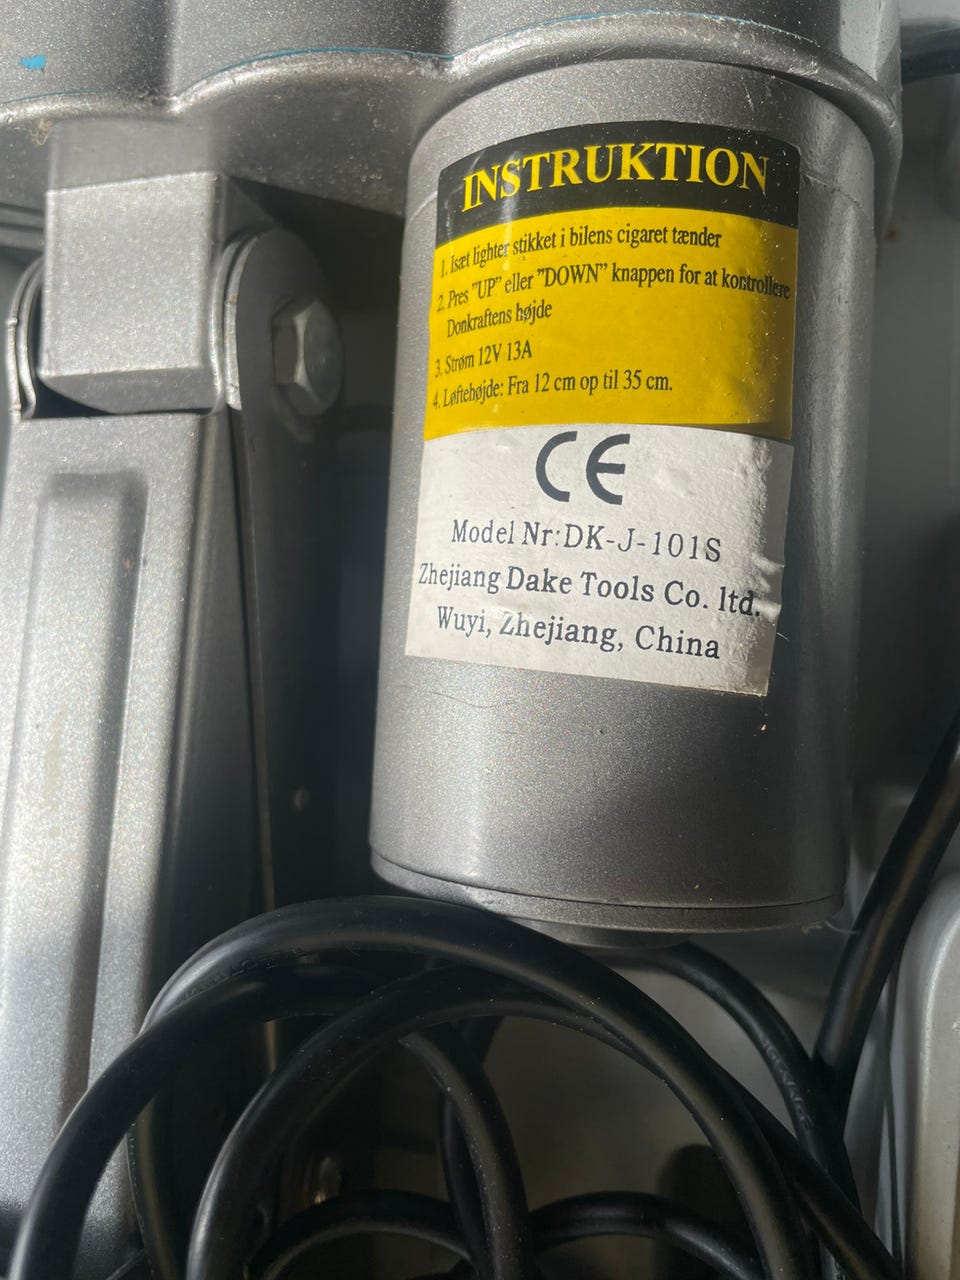 INSTRUKTION
1. Isæt lighter stikket i bilens cigaret tænder
2. Pres "UP" eller "DOWN" knappen for at kontrollere
Donkraftens højde
3. Strøm 12V 13A
4. Løftehøjde: Fra 12 cm op til 35 cm.
CE
Model Nr:DK-J-101S
Zhejiang Dake Tools Co. ltd.
Wuyi, Zhejiang, China